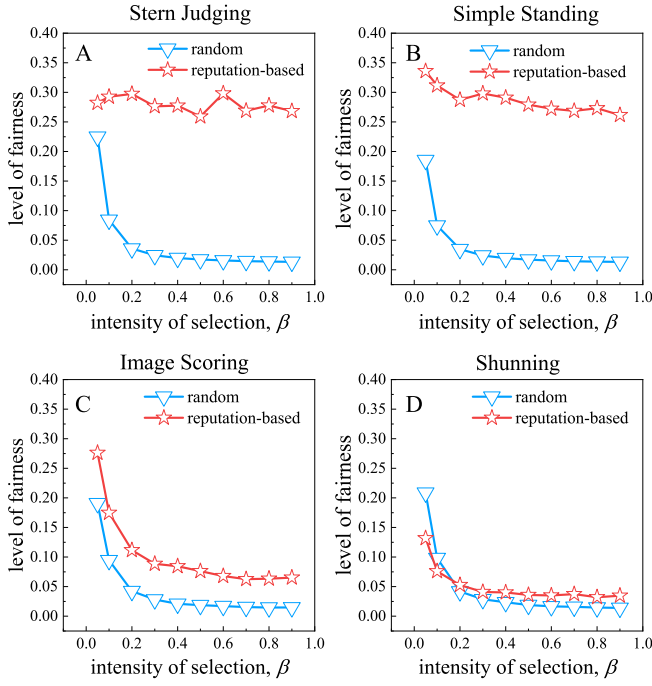 Stern Judging
A
random
reputation-based
0.40
0.35
0.30
0.25
0.20
0.15
0.10
0.05
0.00
level of fairness
0.0 0.2 0.4 0.6 0.8 1.0
intensity of selection, β
Simple Standing
B
random
reputation-based
0.40
0.35
0.30
0.25
0.20
0.15
0.10
0.05
0.00
level of fairness
0.0 0.2 0.4 0.6 0.8 1.0
intensity of selection, β
Image Scoring
C
random
reputation-based
0.40
0.35
0.30
0.25
0.20
0.15
0.10
0.05
0.00
level of fairness
0.0 0.2 0.4 0.6 0.8 1.0
intensity of selection, β
Shunning
D
random
reputation-based
0.40
0.35
0.30
0.25
0.20
0.15
0.10
0.05
0.00
level of fairness
0.0 0.2 0.4 0.6 0.8 1.0
intensity of selection, β